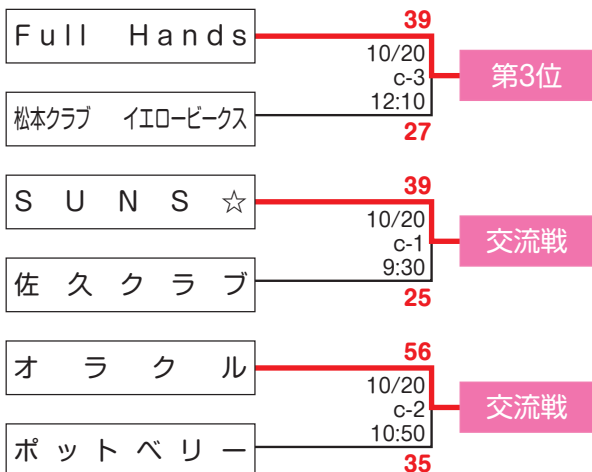 39
Full Hands
10/20
c-3
12:10
第3位
松本クラブ イエロービークス
27
39
SUNS☆
10/20
c-1
9:30
交流戦
佐久クラブ
25
56
オラクル
10/20
c-2
10:50
交流戦
ポットベリー
35